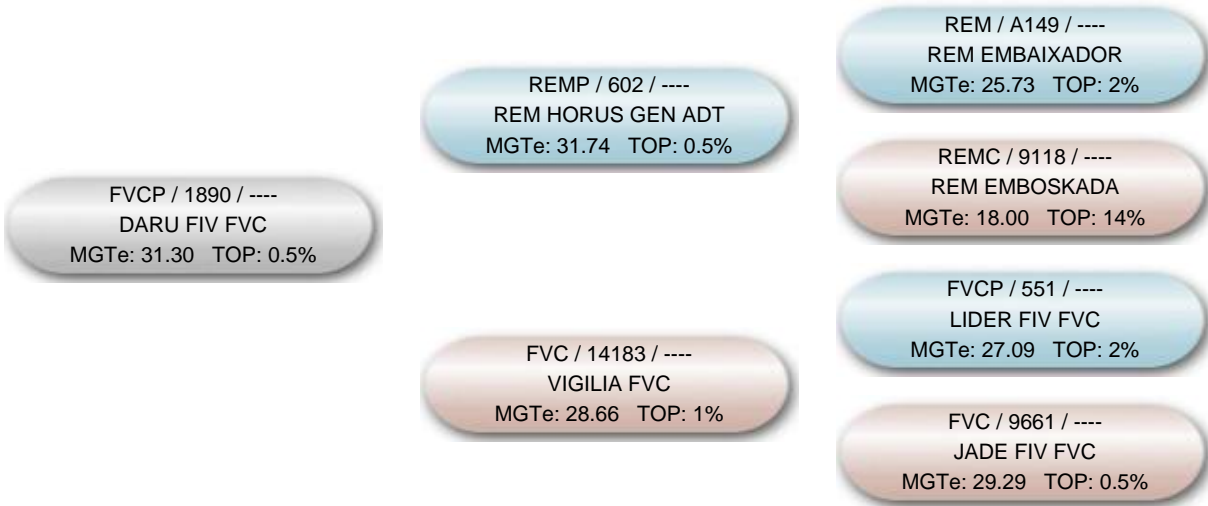 REM / A149 / ----
REM EMBAIXADOR
MGTe: 25.73 TOP: 2%
REMP / 602 / ----
REM HORUS GEN ADT
MGTe: 31.74 TOP: 0.5%
REMC / 9118 / ----
REM EMBOSKADA
MGTe: 18.00 TOP: 14%
FVCP / 1890 / ----
DARU FIV FVC
MGTe: 31.30 TOP: 0.5%
FVCP / 551 / ----
LIDER FIV FVC
MGTe: 27.09 TOP: 2%
FVC / 14183 / ----
VIGILIA FVC
MGTe: 28.66 TOP: 1%
FVC / 9661 / ----
JADE FIV FVC
MGTe: 29.29 TOP: 0.5%